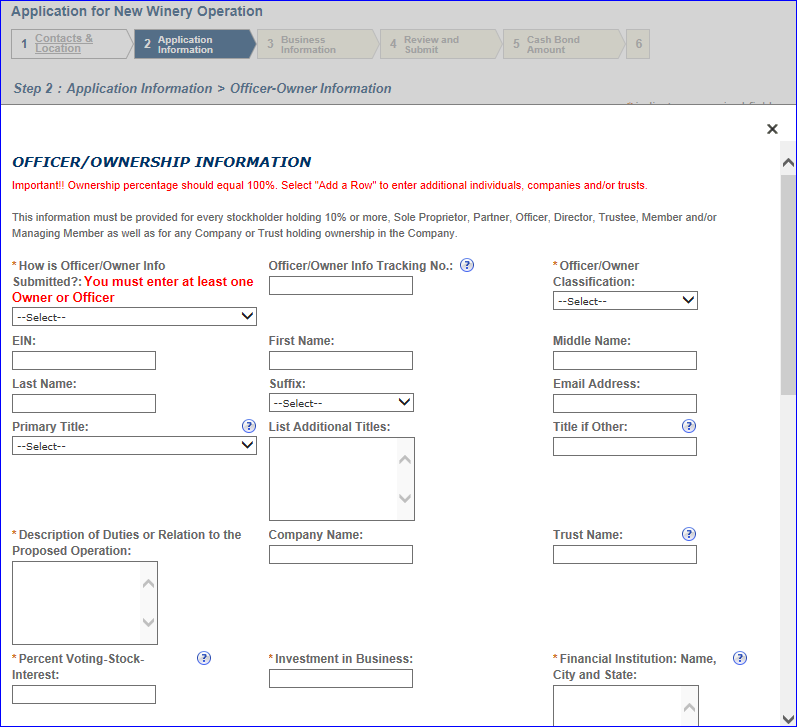 Application for New Winery Operation
1 Contacts & Location
2 Application Information
3 Business Information
4 Review and Submit
5 Cash Bond Amount
6
Step 2 : Application Information > Officer-Owner Information
×
OFFICER/OWNERSHIP INFORMATION
Important!! Ownership percentage should equal 100%. Select "Add a Row" to enter additional individuals, companies and/or trusts.
This information must be provided for every stockholder holding 10% or more, Sole Proprietor, Partner, Officer, Director, Trustee, Member and/or
Managing Member as well as for any Company or Trust holding ownership in the Company.
* How is Officer/Owner Info
Submitted?: You must enter at least one
Owner or Officer
--Select--
Officer/Owner Info Tracking No.: ?
* Officer/Owner
Classification:
--Select--
EIN:
First Name:
Middle Name:
Last Name:
Suffix:
--Select--
Email Address:
Primary Title: ?
--Select--
List Additional Titles:
Title if Other: ?
* Description of Duties or Relation to the
Proposed Operation:
Company Name:
Trust Name: ?
* Percent Voting-Stock-
Interest: ?
* Investment in Business:
* Financial Institution: Name, ?
City and State: